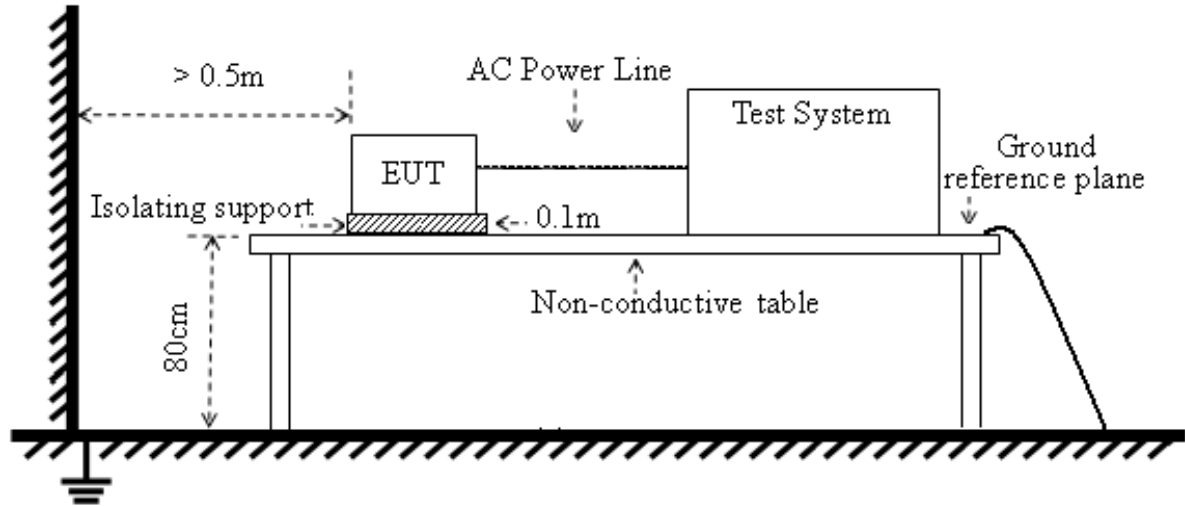 > 0.5m
AC Power Line
Test System
EUT
Ground
reference plane
Isolating support
0.1m
Non-conductive table
80cm